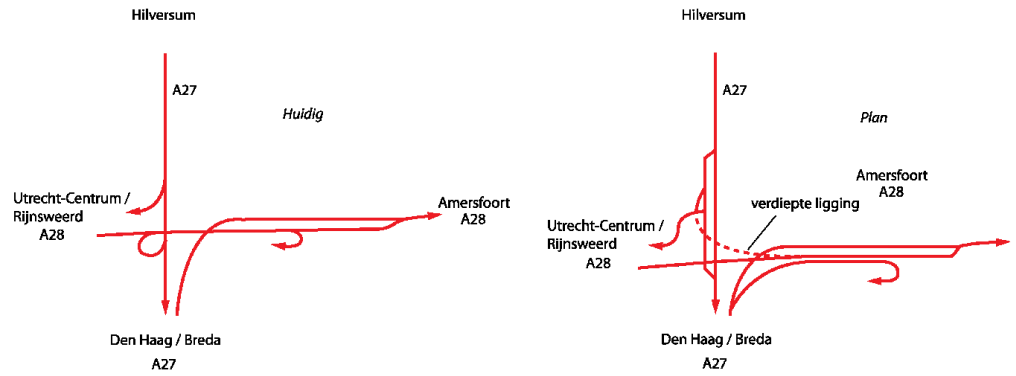 Hilversum
A27
Huidig
Utrecht-Centrum /
Rijnsweerd
A28
Amersfoort
A28
Den Haag / Breda
A27
Hilversum
A27
Plan
Amersfoort
A28
verdiepte ligging
Utrecht-Centrum /
Rijnsweerd
A28
Den Haag / Breda
A27